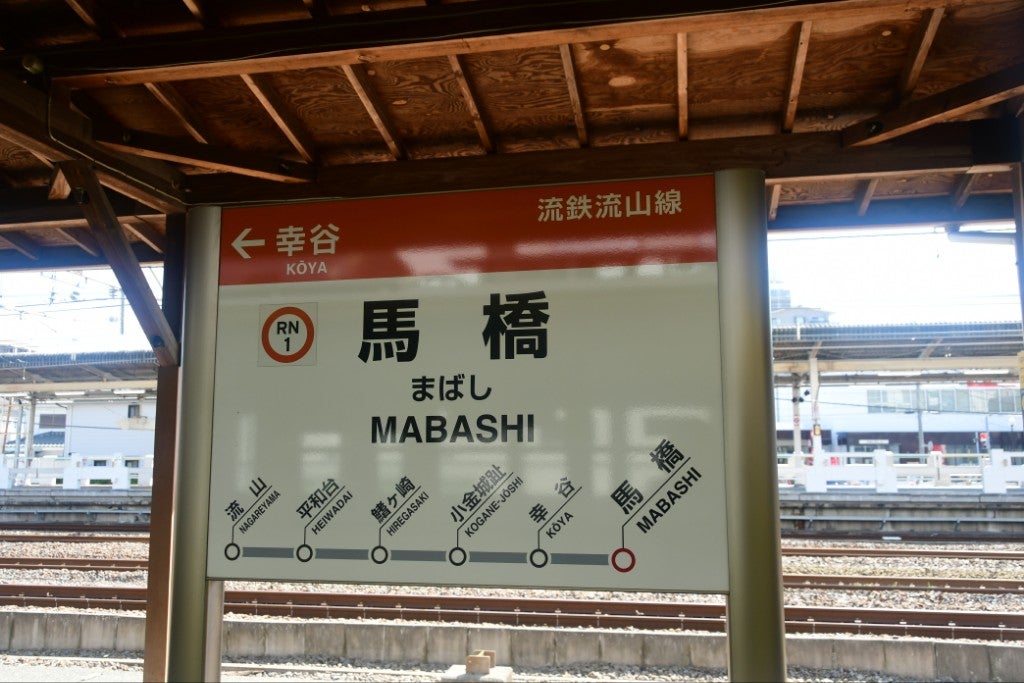 流鉄流山線
← 幸谷
KŌYA
RN
1
馬橋
まばし
MABASHI
流山
NAGAREYAMA
平和台
HEIWADAI
鰭ヶ崎
HIREGASAKI
小金城趾
KOGANE-JOSHI
幸谷
KŌYA
馬橋
MABASHI